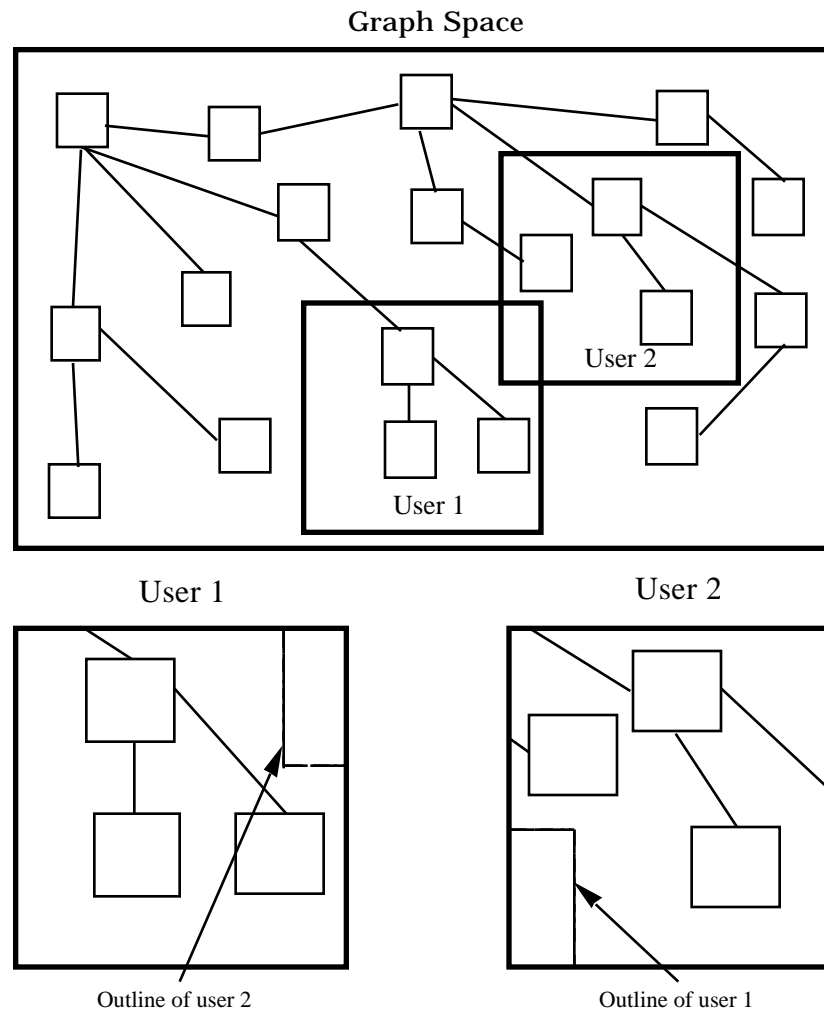 Graph Space
User 2
User 1
User 1
User 2
Outline of user 2
Outline of user 1